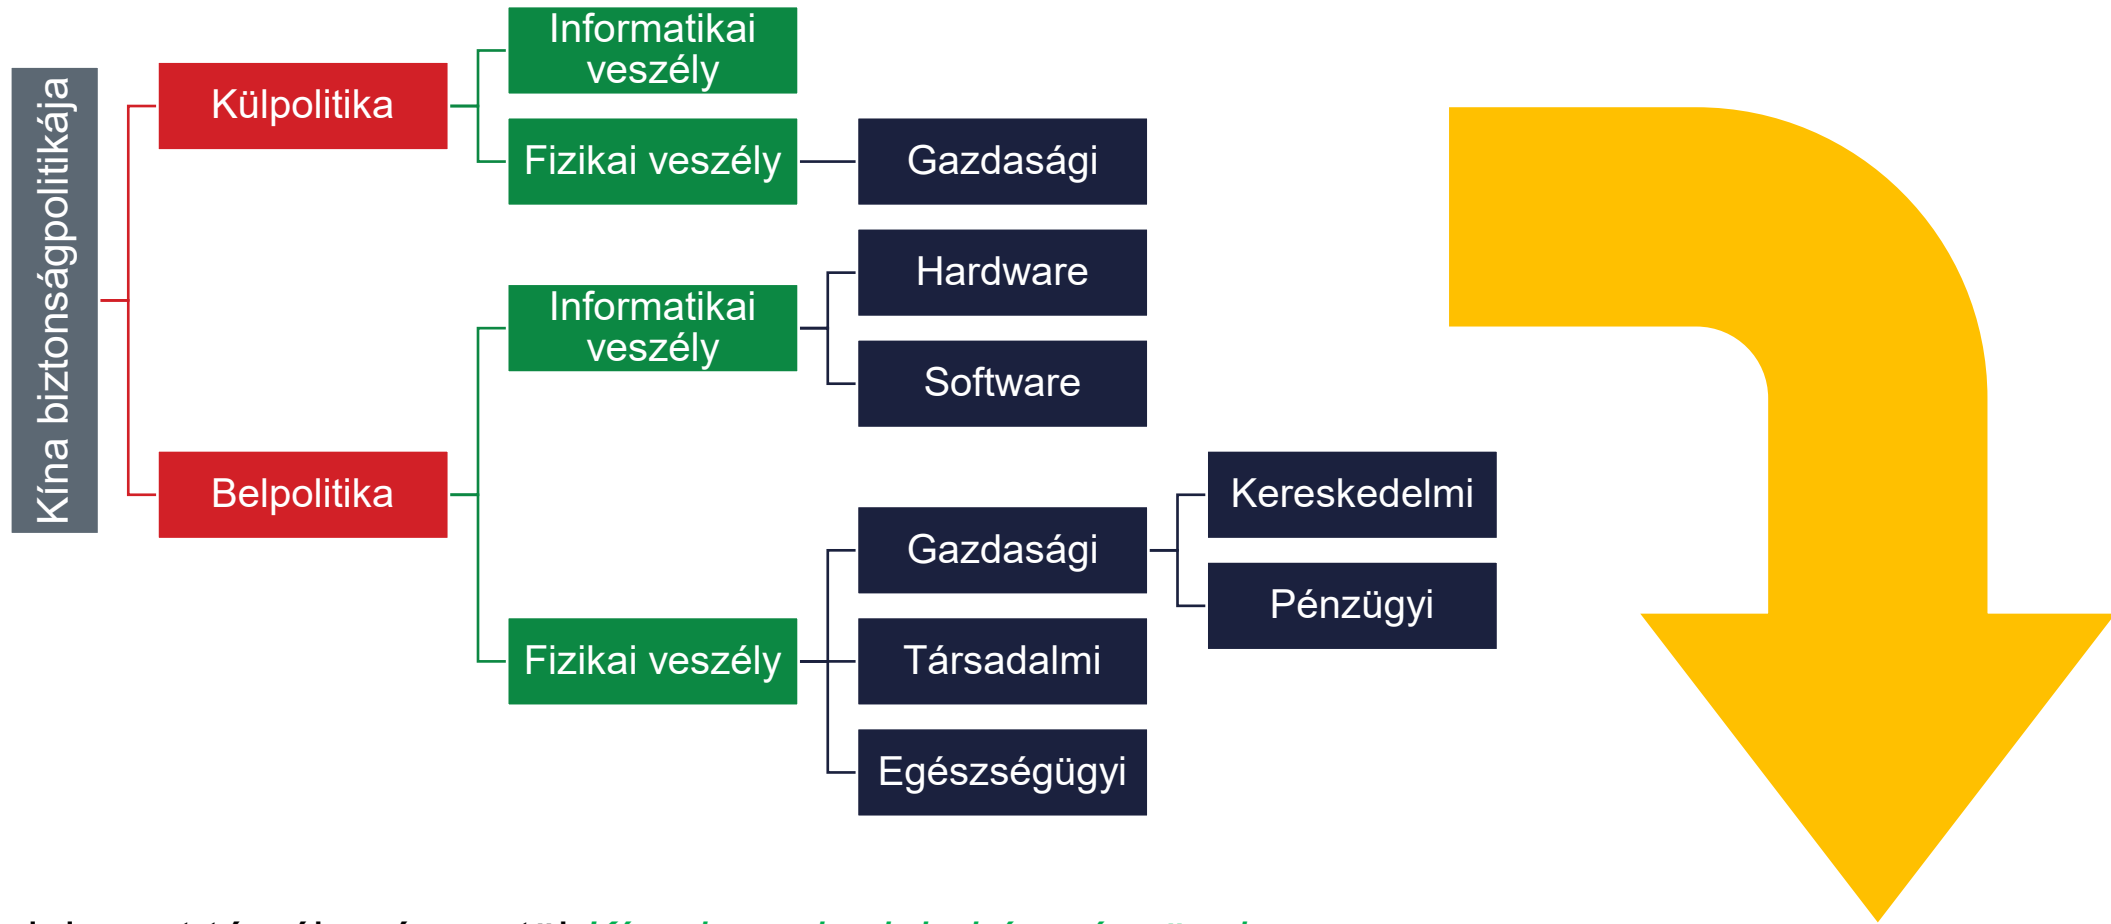 Kína biztonságpolitikája
Külpolitika
Informatikai
veszély
Fizikai veszély
Gazdasági
Belpolitika
Informatikai
veszély
Hardware
Software
Fizikai veszély
Gazdasági
Kereskedelmi
Pénzügyi
Társadalmi
Egészségügyi